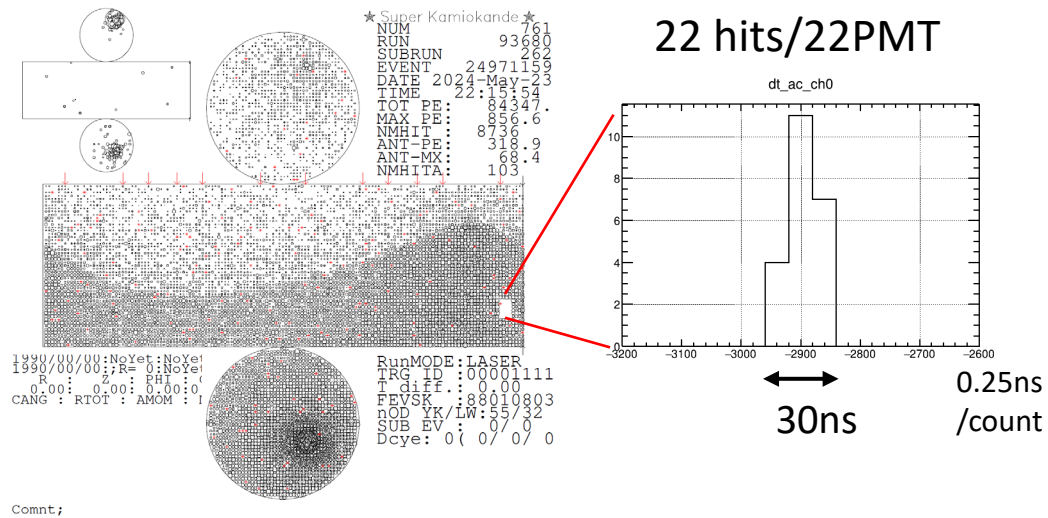 ★ Super Kamiokande ★
NUM 761
RUN 93680
SUBRUN 262
EVENT 24971159
DATE 2024-May-23
TIME 22:15:54
TOT PE: 84347.
MAX PE: 856.6
NMHIT : 8736
ANT-PE: 318.9
ANT-MX: 68.4
NMHITA: 103
1990/00/00:NoYet:NoYet
1990/00/00:;R= 0:NoYet
R : Z : PHI :
0.00: 0.00: 0.00:0
CANG : RTOT : AMOM :
RunMODE:LASER
TRG ID :00001111
T diff.: 0.00
FEVSK :88010803
nOD YK/LW:55/32
SUB EV : 0/ 0
Dcye: 0( 0/ 0/ 0
Comnt;
22 hits/22PMT
dt_ac_ch0
10
8
6
4
2
0
−3200 −3100 −3000 −2900 −2800 −2700 −2600
30ns
0.25ns
/count